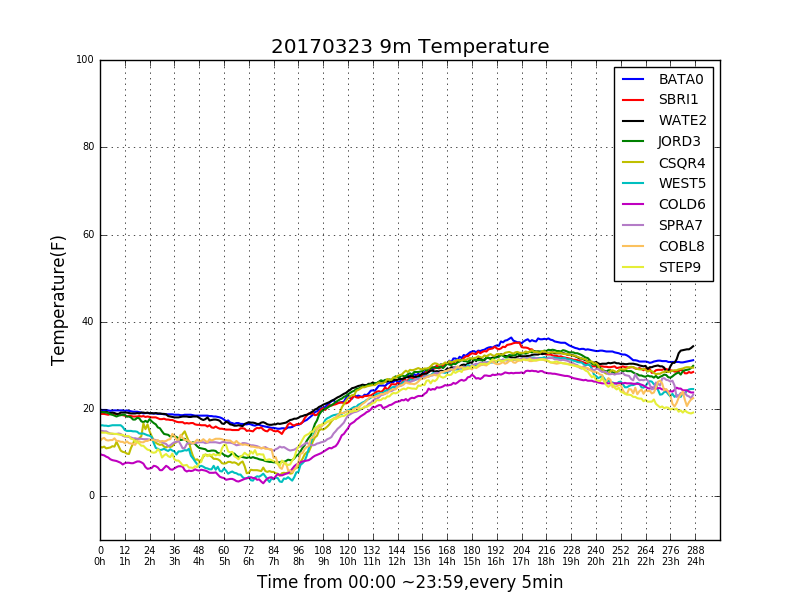 20170323 9m Temperature
100
80
60
40
20
0
Temperature(F)
BATA0
SBRI1
WATE2
JORD3
CSQR4
WEST5
COLD6
SPRA7
COBL8
STEP9
0 12 24 36 48 60 72 84 96 108 120 132 144 156 168 180 192 204 216 228 240 252 264 276 288
0h 1h 2h 3h 4h 5h 6h 7h 8h 9h 10h 11h 12h 13h 14h 15h 16h 17h 18h 19h 20h 21h 22h 23h 24h
Time from 00:00 ~23:59,every 5min